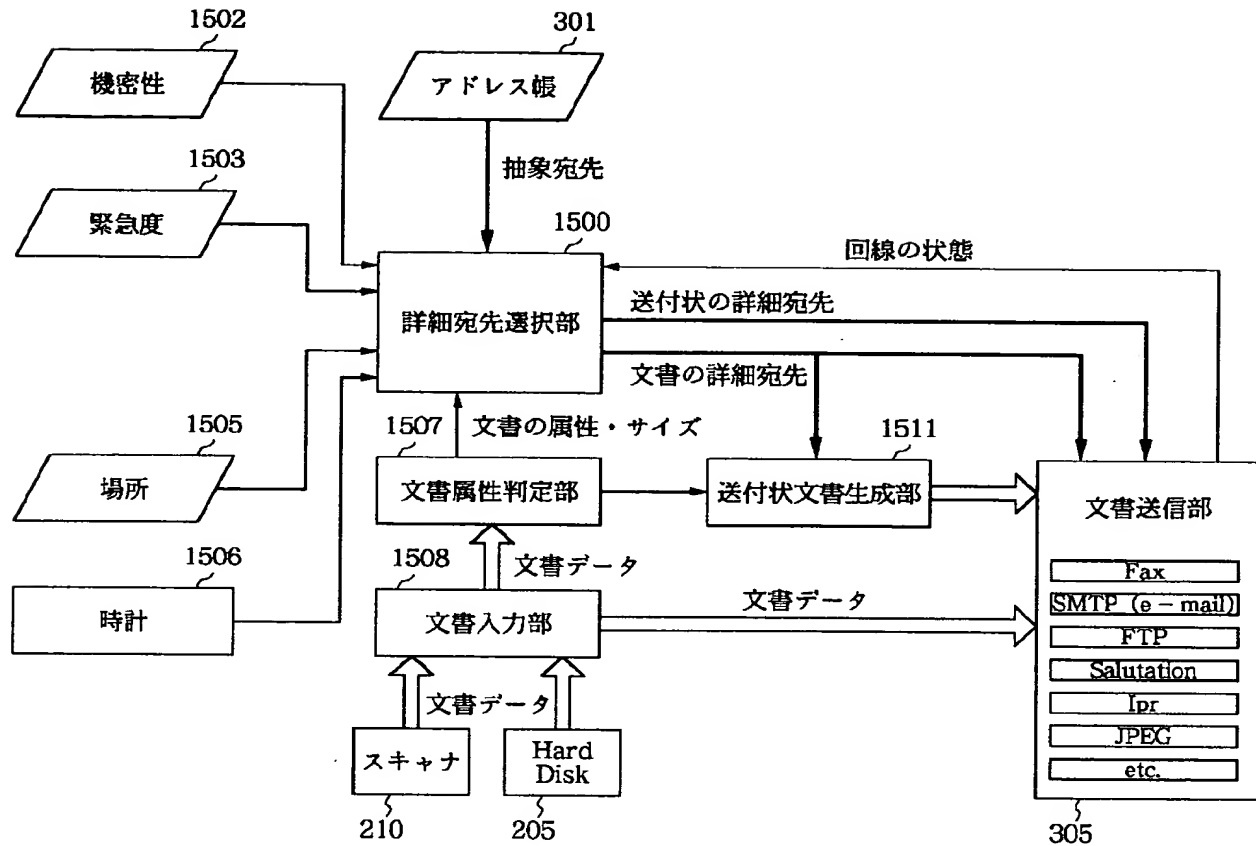 1502
機密性
301
アドレス帳
抽象宛先
1503
緊急度
1500
詳細宛先選択部
回線の状態
送付状の詳細宛先
文書の詳細宛先
1505
場所
1507
文書の属性・サイズ
文書属性判定部
1511
送付状文書生成部
文書送信部
1506
時計
1508
文書データ
文書入力部
文書データ
Fax
SMTP (e-mail)
FTP
Salutation
lpr
JPEG
etc.
文書データ
スキャナ
Hard
Disk
210
205
305